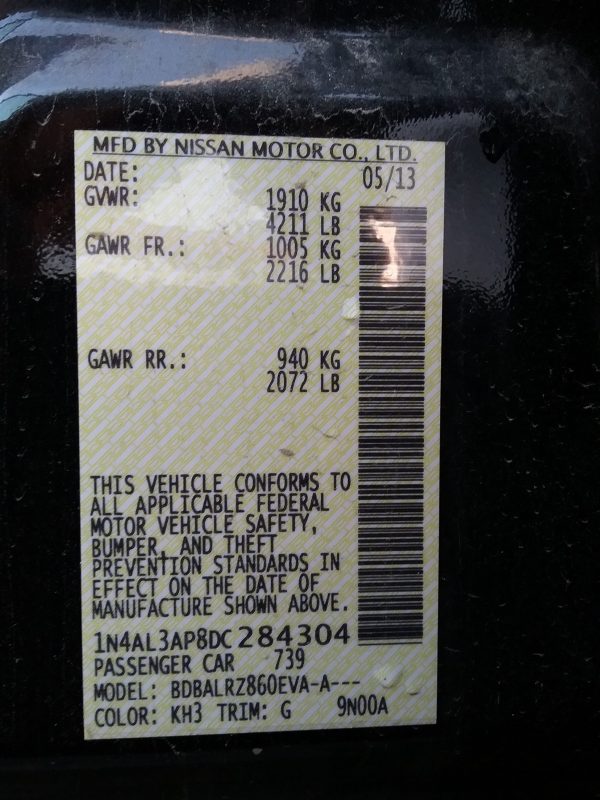 MFD BY NISSAN MOTOR CO., LTD.
DATE: 05/13
GVWR: 1910 KG
4211 LB
GAWR FR.: 1005 KG
2216 LB
GAWR RR.: 940 KG
2072 LB
THIS VEHICLE CONFORMS TO
ALL APPLICABLE FEDERAL
MOTOR VEHICLE SAFETY,
BUMPER, AND THEFT
PREVENTION STANDARDS IN
EFFECT ON THE DATE OF
MANUFACTURE SHOWN ABOVE.
1N4AL3AP8DC284304
PASSENGER CAR 739
MODEL: BDBALRZ860EVA-A---
COLOR: KH3 TRIM: G 9N00A